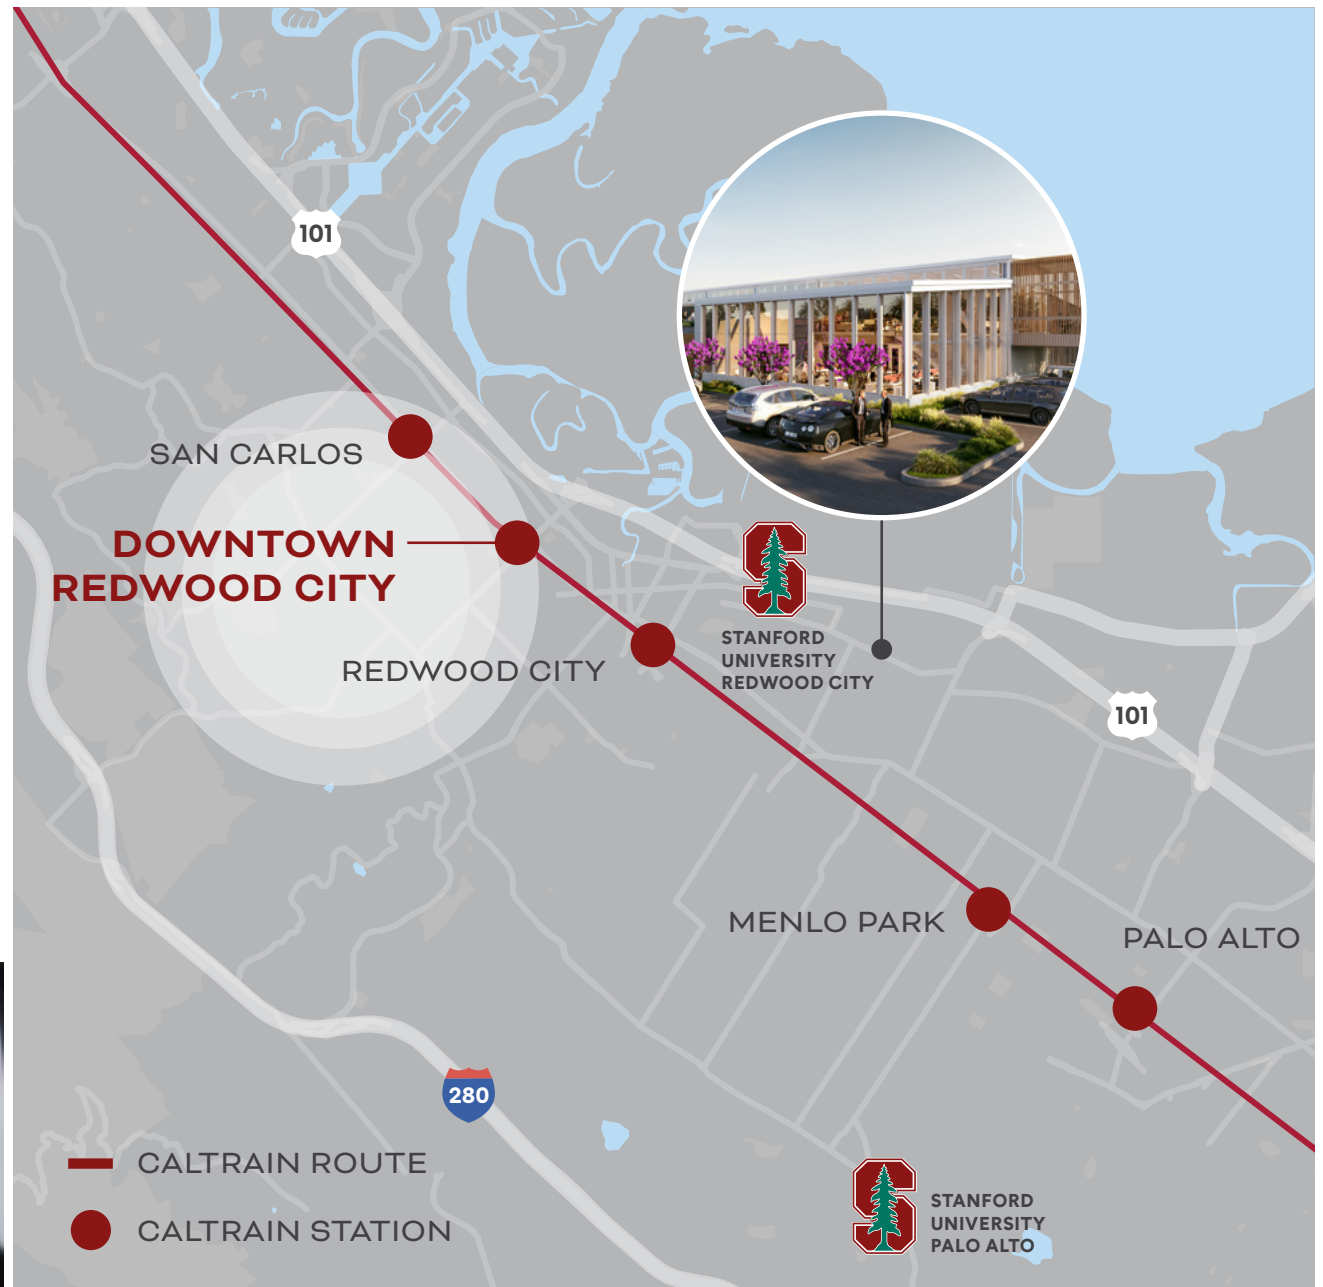 101
SAN CARLOS
DOWNTOWN
REDWOOD CITY
STANFORD
UNIVERSITY
REDWOOD CITY
REDWOOD CITY
101
MENLO PARK
PALO ALTO
280
CALTRAIN ROUTE
CALTRAIN STATION
S
STANFORD
UNIVERSITY
PALO ALTO
S